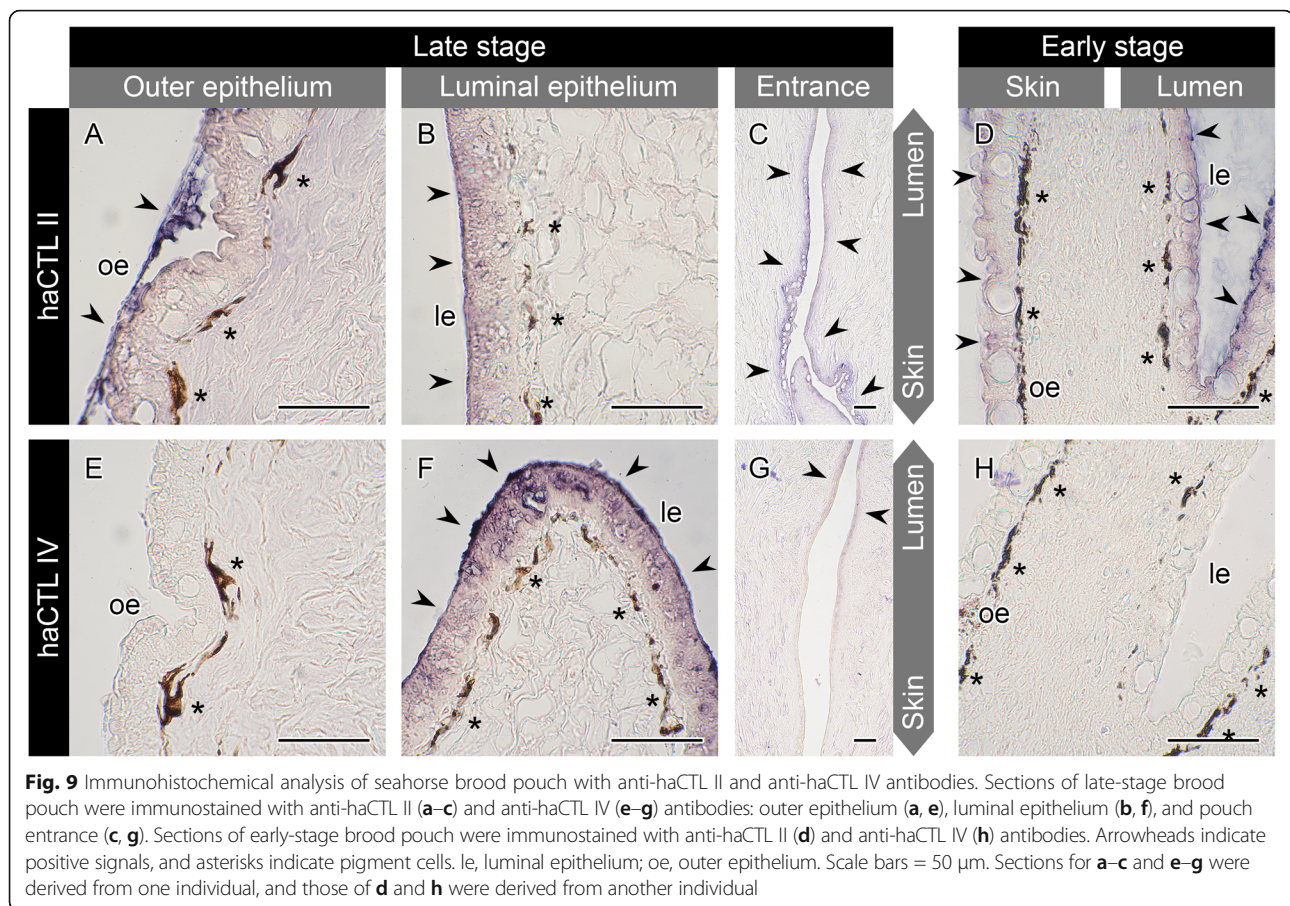 Late stage
Early stage
Outer epithelium
Luminal epithelium
Entrance
Skin
Lumen
haCTL II
A
oe
*
*
*
B
le
*
*
*
C
Lumen
Skin
D
le
oe
*
*
*
*
*
*
haCTL IV
E
oe
*
*
F
le
*
*
*
*
*
G
Lumen
Skin
H
oe
le
*
*
*
*
*
Fig. 9 Immunohistochemical analysis of seahorse brood pouch with anti-haCTL II and anti-haCTL IV antibodies. Sections of late-stage brood
pouch were immunostained with anti-haCTL II (a–c) and anti-haCTL IV (e–g) antibodies: outer epithelium (a, e), luminal epithelium (b, f), and pouch
entrance (c, g). Sections of early-stage brood pouch were immunostained with anti-haCTL II (d) and anti-haCTL IV (h) antibodies. Arrowheads indicate
positive signals, and asterisks indicate pigment cells. le, luminal epithelium; oe, outer epithelium. Scale bars = 50 μm. Sections for a–c and e–g were
derived from one individual, and those of d and h were derived from another individual